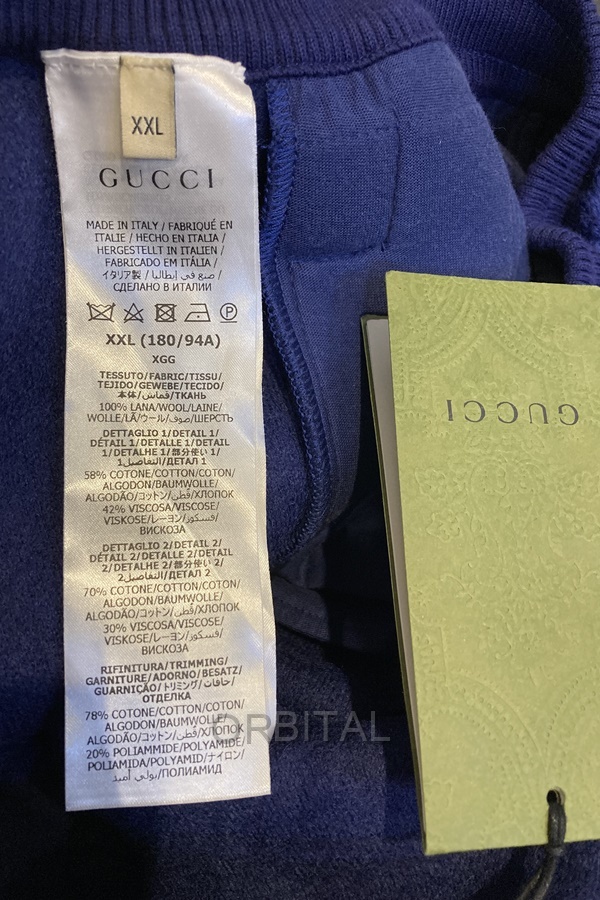 XXL
GUCCI
MADE IN ITALY / FABRIQUÉ EN
ITALIE / HECHO EN ITALIA /
HERGESTELLT IN ITALIEN /
FABRICADO EM ITÁLIA /
イタリア製 / صنع في إيطاليا /
СДЕЛАНО В ИТАЛИИ
P
XXL (180/94A)
XGG
TESSUTO/FABRIC/TISSU/
TEJIDO/GEWEBE/TECIDO/
本体/قماش/ТКАНЬ
100% LANA/WOOL/LAINE/
WOLLE/LÃ/ウール/صوف/ШЕРСТЬ
DETTAGLIO 1/DETAIL 1/
DÉTAIL 1/DETALLE 1/DETAIL
1/DETALHE 1/部分使い 1/
التفاصيل1/ДЕТАЛ 1
58% COTONE/COTTON/COTON/
ALGODON/BAUMWOLLE/
ALGODÃO/コットン/قطن/ХЛОПОК
42% VISCOSA/VISCOSE/
VISKOSE/レーヨン/فسكوز/
ВИСКОЗА
DETTAGLIO 2/DETAIL 2/
DÉTAIL 2/DETALLE 2/DETAIL
2/DETALHE 2/部分使い 2/
التفاصيل2/ДЕТАЛ 2
70% COTONE/COTTON/COTON/
ALGODON/BAUMWOLLE/
ALGODÃO/コットン/قطن/ХЛОПОК
30% VISCOSA/VISCOSE/
VISKOSE/レーヨン/فسكوز/
ВИСКОЗА
RIFINITURA/TRIMMING/
GARNITURE/ADORNO/BESATZ/
GUARNIÇÃO/トリミング/حافات/
ОТДЕЛКА
78% COTONE/COTTON/COTON/
ALGODON/BAUMWOLLE/
ALGODÃO/コットン/قطن/ХЛОПОК
20% POLIAMMIDE/POLYAMIDE/
POLIAMIDA/POLYAMID/ナイロン/
بولي أميد/ПОЛИАМИД
GUCCI
ORBITAL